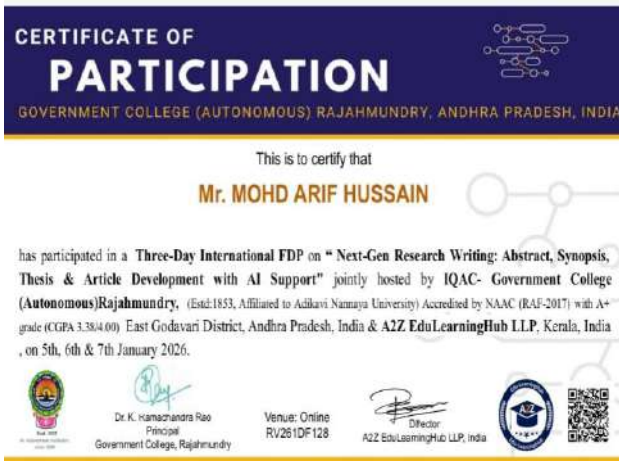 CERTIFICATE OF
PARTICIPATION
GOVERNMENT COLLEGE (AUTONOMOUS) RAJAHMUNDRY, ANDHRA PRADESH, INDIA
This is to certify that
Mr. MOHD ARIF HUSSAIN
has participated in a Three-Day International FDP on “ Next-Gen Research Writing: Abstract, Synopsis,
Thesis & Article Development with AI Support” jointly hosted by IQAC- Government College
(Autonomous)Rajahmundry, (Estd:1853, Affiliated to Adikavi Nannaya University) Accredited by NAAC (RAF-2017) with A+
grade (CGPA 3.38/4.00) East Godavari District, Andhra Pradesh, India & A2Z EduLearningHub LLP, Kerala, India
, on 5th, 6th & 7th January 2026.
Dr. K. Ramachandra Rao
Principal
Government College, Rajahmundry
Venue: Online
RV261DF128
Director
A2Z EduLearningHub LLP, India
A2Z